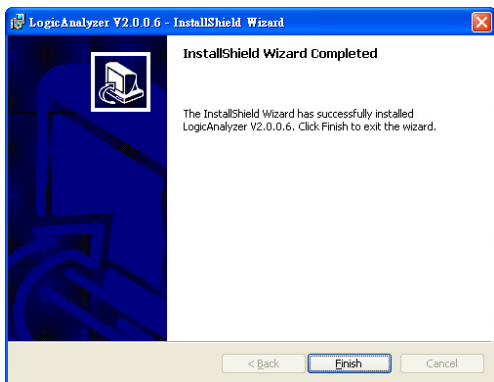 LogicAnalyzer V2.0.0.6 - InstallShield Wizard
InstallShield Wizard Completed
The InstallShield Wizard has successfully installed
LogicAnalyzer V2.0.0.6. Click Finish to exit the wizard.
< Back Finish Cancel